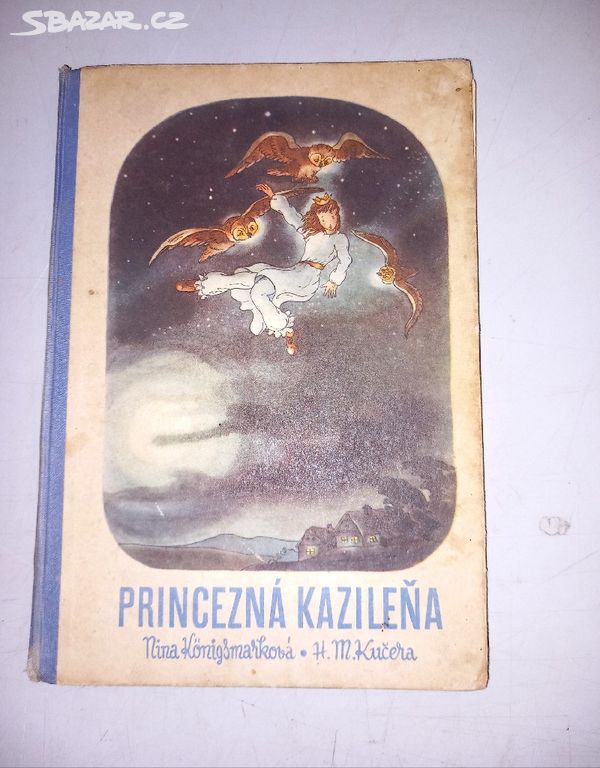 SBAZAR.CZ
PRINCEZNÁ KAZILEŇA
Nina Königsmarková • H. M. Kučera